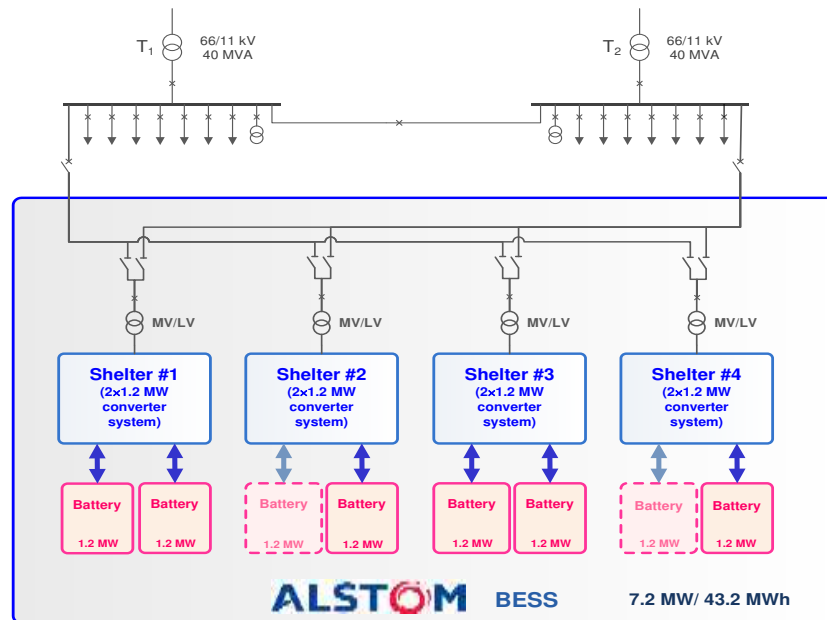 T1 66/11 kV
40 MVA
T2 66/11 kV
40 MVA
MV/LV
MV/LV
MV/LV
MV/LV
Shelter #1
(2x1.2 MW
converter
system)
Shelter #2
(2x1.2 MW
converter
system)
Shelter #3
(2x1.2 MW
converter
system)
Shelter #4
(2x1.2 MW
converter
system)
Battery
1.2 MW
Battery
1.2 MW
Battery
1.2 MW
Battery
1.2 MW
Battery
1.2 MW
Battery
1.2 MW
Battery
1.2 MW
Battery
1.2 MW
ALSTOM BESS 7.2 MW/ 43.2 MWh